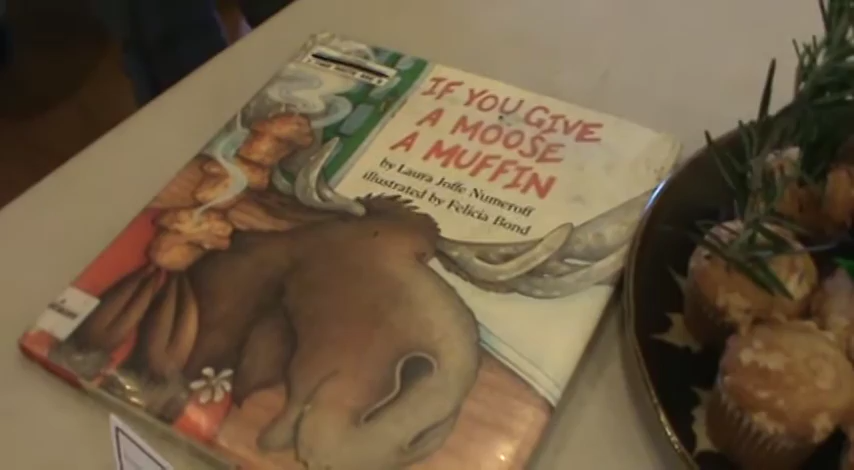 IF YOU GIVE
A MOOSE
A MUFFIN
by Laura Joffe Numeroff
illustrated by Felicia Bond